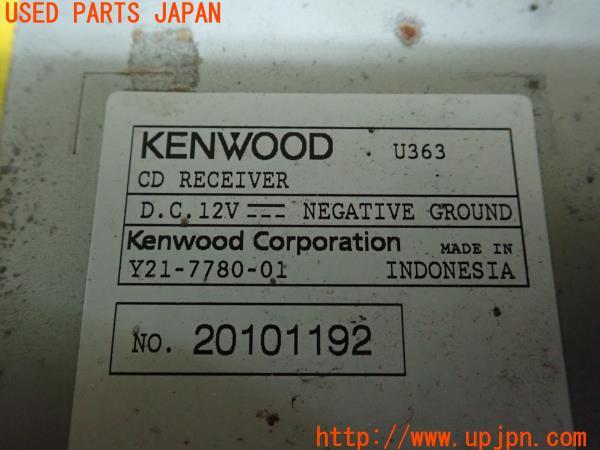 USED PARTS JAPAN
KENWOOD U363
CD RECEIVER
D.C.12V NEGATIVE GROUND
Kenwood Corporation MADE IN
Y21-7780-01 INDONESIA
NO. 20101192
UPJ
http://www.upjpn.com